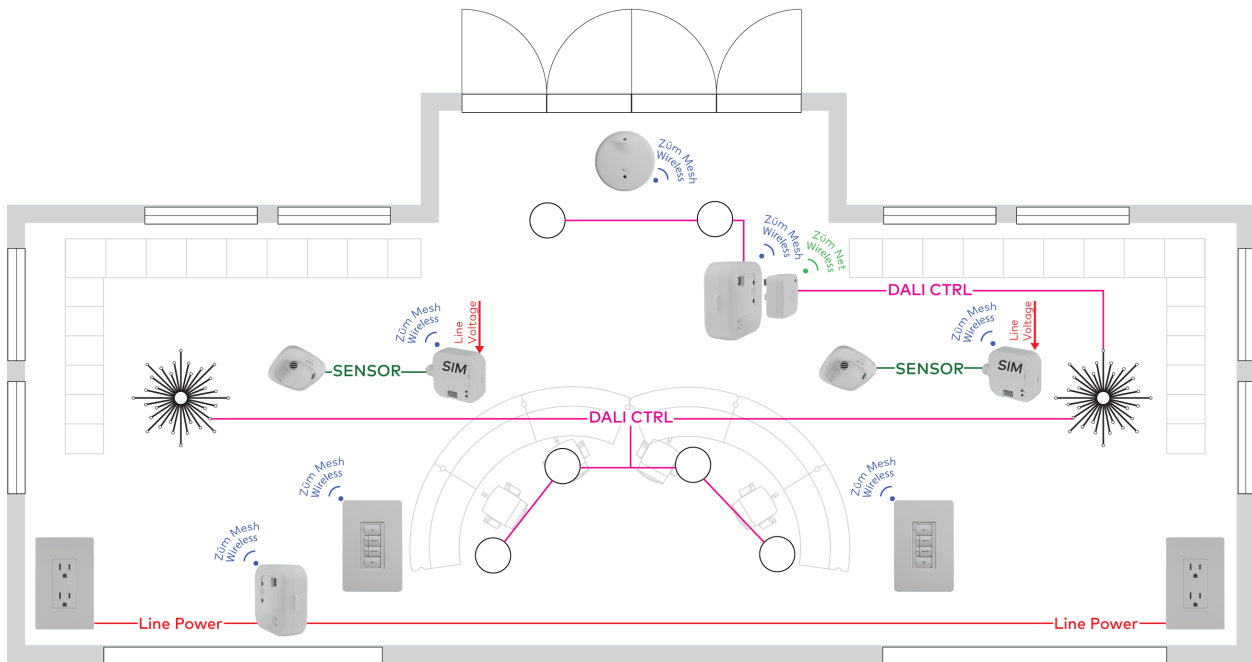 Züm Mesh
Wireless
Züm Mesh
Wireless
Züm Net
Wireless
DALI CTRL
Züm Mesh
Wireless
Line
Voltage
Züm Mesh
Wireless
Line
Voltage
SENSOR
SIM
SENSOR
SIM
DALI CTRL
Züm Mesh
Wireless
Züm Mesh
Wireless
Züm Mesh
Wireless
Line Power
Line Power